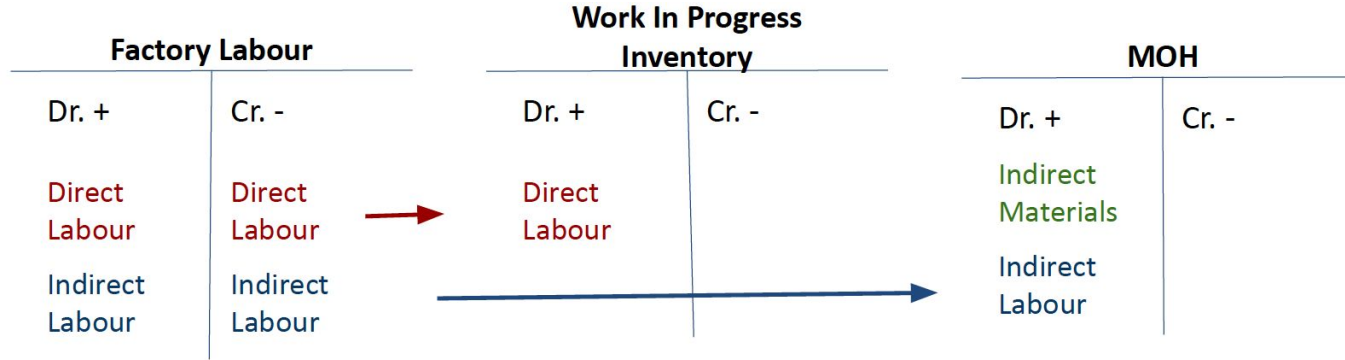 Factory Labour
Dr. +
Cr. -
Direct
Labour
Direct
Labour
Indirect
Labour
Indirect
Labour
Work In Progress
Inventory
Dr. +
Cr. -
Direct
Labour
MOH
Dr. +
Cr. -
Indirect
Materials
Indirect
Labour